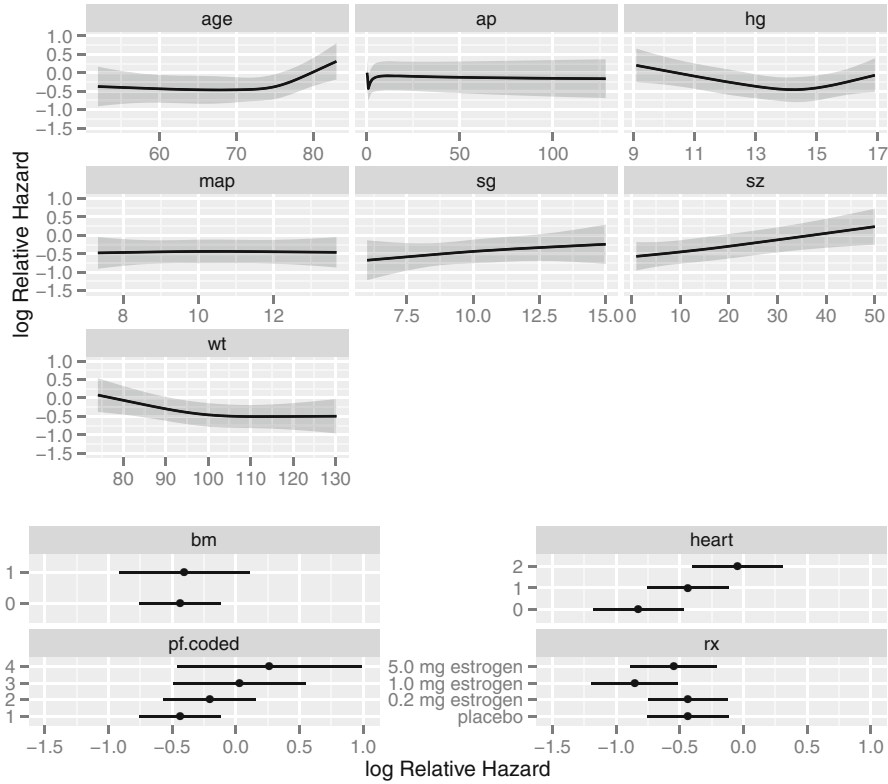 age ap hg
1.0
0.5
0.0
−0.5
−1.0
−1.5
60 70 80 0 50 100 9 11 13 15 17
log Relative Hazard
map sg sz
1.0
0.5
0.0
−0.5
−1.0
−1.5
8 10 12 7.5 10.0 12.5 15.0 0 10 20 30 40 50
wt
1.0
0.5
0.0
−0.5
−1.0
−1.5
80 90 100 110 120 130
bm heart
1
0
2
1
0
pf.coded rx
4
3
2
1
5.0 mg estrogen
1.0 mg estrogen
0.2 mg estrogen
placebo
−1.5 −1.0 −0.5 0.0 0.5 1.0 −1.5 −1.0 −0.5 0.0 0.5 1.0
log Relative Hazard